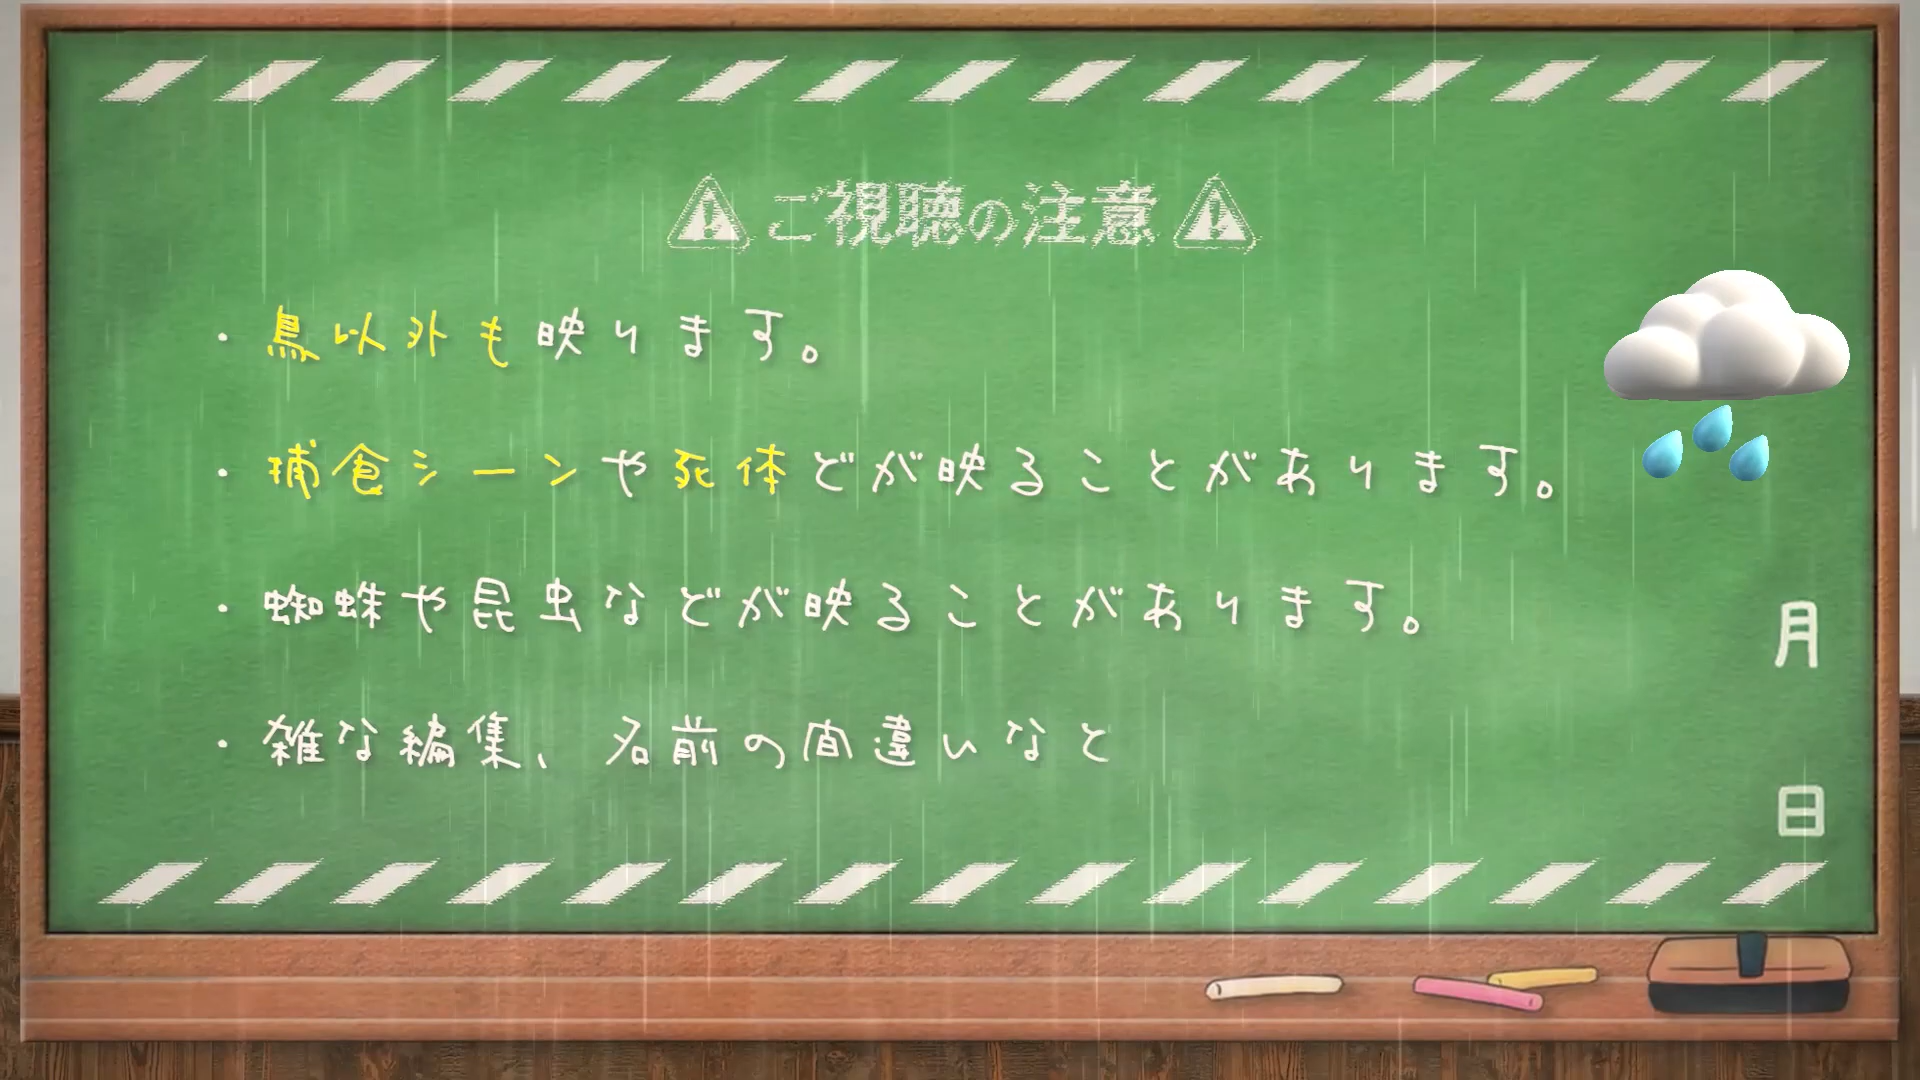 ⚠ご視聴の注意⚠
・鳥以外も映ります。
・捕食シーンや死体どが映ることがあります。
・蜘蛛や昆虫などが映ることがあります。
・雑な編集、名前の間違いなと
月
日